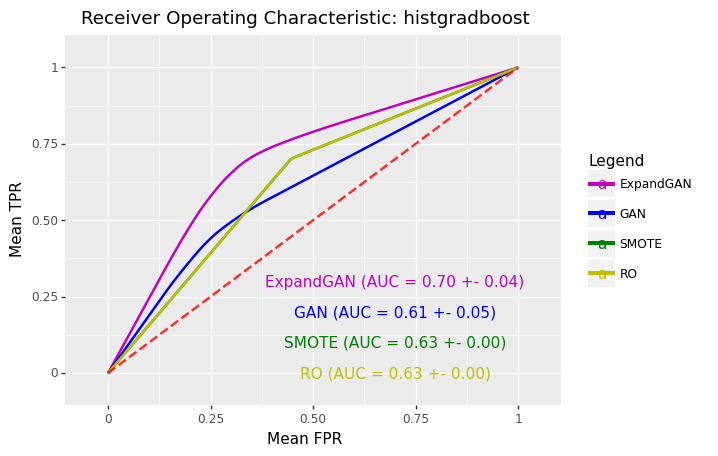 Receiver Operating Characteristic: histgradboost
Mean TPR
1
0.75
0.50
0.25
0
ExpandGAN (AUC = 0.70 +- 0.04)
GAN (AUC = 0.61 +- 0.05)
SMOTE (AUC = 0.63 +- 0.00)
RO (AUC = 0.63 +- 0.00)
0 0.25 0.50 0.75 1
Mean FPR
Legend
a ExpandGAN
a GAN
a SMOTE
a RO